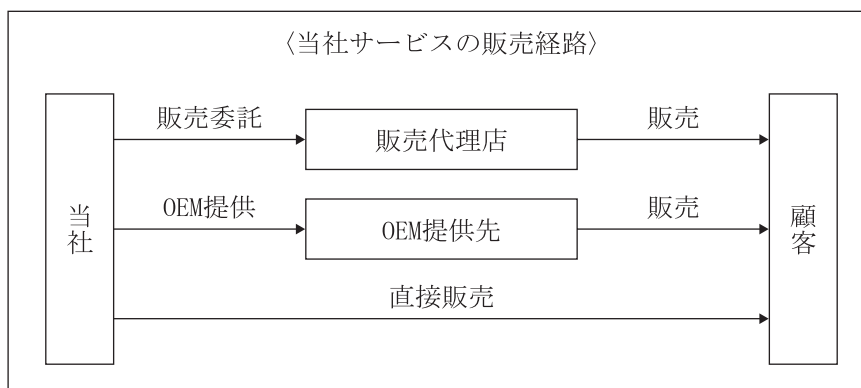 〈当社サービスの販売経路〉
販売委託
販売代理店
販売
当社
OEM提供
OEM提供先
販売
顧客
直接販売